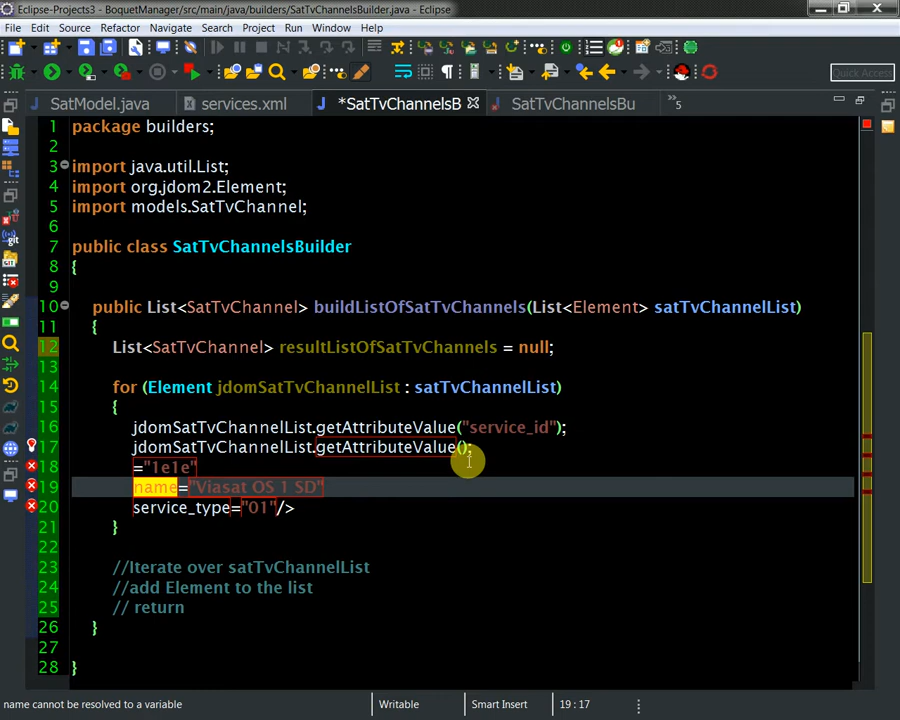 Eclipse-Projects3 - BoquetManager/src/main/java/builders/SatTvChannelsBuilder.java - Eclipse
File Edit Source Refactor Navigate Search Project Run Window Help
Quick Access
SatModel.java services.xml *SatTvChannelsB SatTvChannelsBu »5
1 package builders;
2
3 import java.util.List;
4 import org.jdom2.Element;
5 import models.SatTvChannel;
6
7 public class SatTvChannelsBuilder
8 {
9
10 public List<SatTvChannel> buildListOfSatTvChannels(List<Element> satTvChannelList)
11 {
12 List<SatTvChannel> resultListOfSatTvChannels = null;
13
14 for (Element jdomSatTvChannelList : satTvChannelList)
15 {
16 jdomSatTvChannelList.getAttributeValue("service_id");
17 jdomSatTvChannelList.getAttributeValue();
18 ="1e1e"
19 name="Viasat OS 1 SD"
20 service_type="01"/>
21 }
22
23 //Iterate over satTvChannelList
24 //add Element to the list
25 // return
26 }
27
28 }
name cannot be resolved to a variable Writable Smart Insert 19 : 17